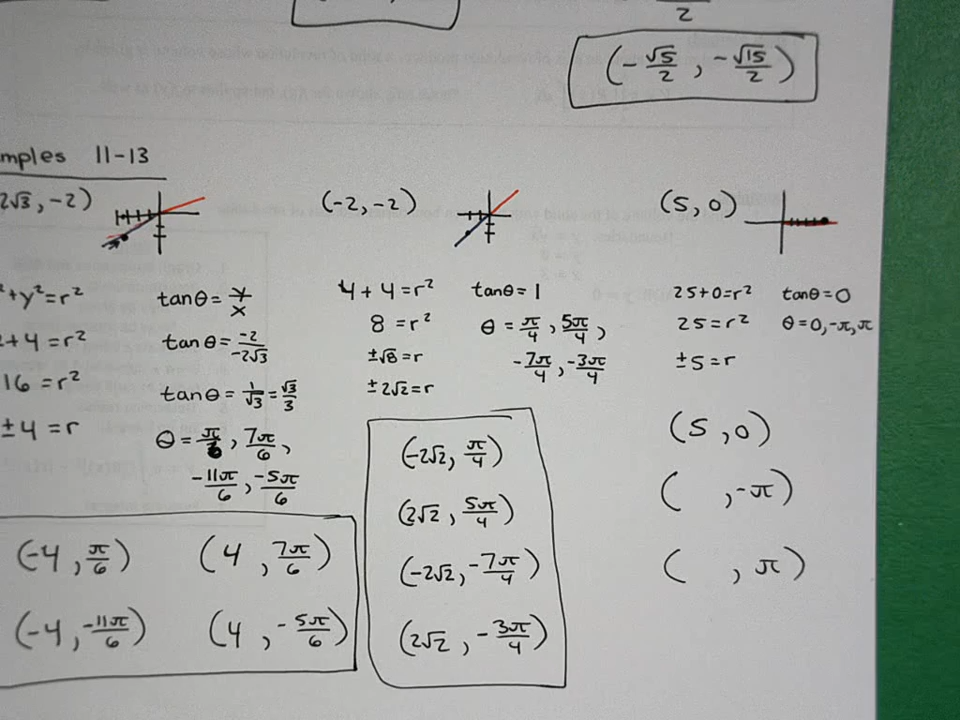 2
(-√5/2, -√15/2)
mples 11-13
2√3, -2)
(-2, -2)
(5, 0)
²+y²=r²
tanθ = y/x
4+4=r²
tanθ=1
25+0=r²
tanθ=0
+4=r²
tanθ = -2/-2√3
8=r²
θ = π/4, 5π/4,
25=r²
θ=0,-π,π
16=r²
tanθ = 1/√3 = √3/3
±√8=r
-7π/4, -3π/4
±5=r
±4=r
θ = π/6, 7π/6,
±2√2=r
-11π/6, -5π/6
(-4, π/6)
(4, 7π/6)
(-4, -11π/6)
(4, -5π/6)
(-2√2, π/4)
(2√2, 5π/4)
(-2√2, -7π/4)
(2√2, -3π/4)
(5, 0)
( , -π)
( , π)